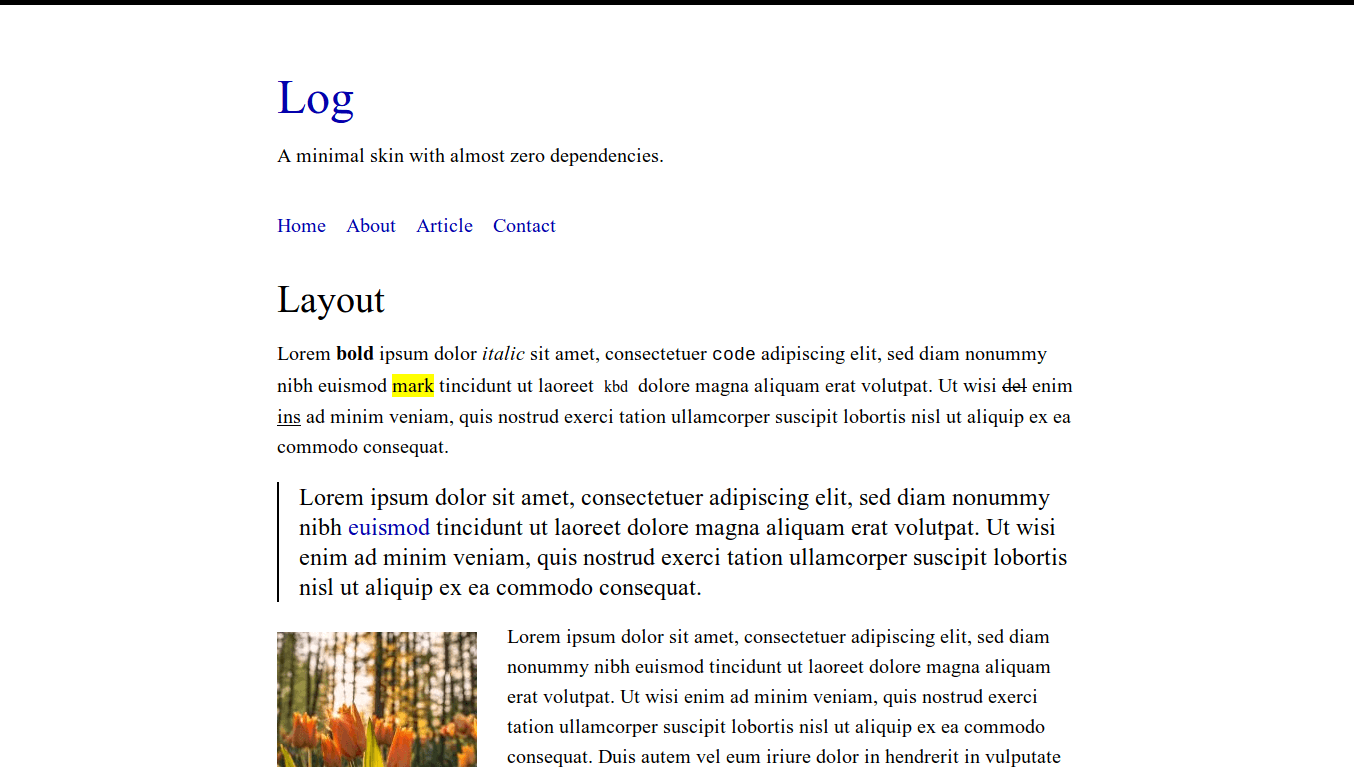 Log
A minimal skin with almost zero dependencies.
Home About Article Contact
Layout
Lorem bold ipsum dolor italic sit amet, consectetuer code adipiscing elit, sed diam nonummy
nibh euismod mark tincidunt ut laoreet kbd dolore magna aliquam erat volutpat. Ut wisi del enim
ins ad minim veniam, quis nostrud exerci tation ullamcorper suscipit lobortis nisl ut aliquip ex ea
commodo consequat.
Lorem ipsum dolor sit amet, consectetuer adipiscing elit, sed diam nonummy
nibh euismod tincidunt ut laoreet dolore magna aliquam erat volutpat. Ut wisi
enim ad minim veniam, quis nostrud exerci tation ullamcorper suscipit lobortis
nisl ut aliquip ex ea commodo consequat.
Lorem ipsum dolor sit amet, consectetuer adipiscing elit, sed diam
nonummy nibh euismod tincidunt ut laoreet dolore magna aliquam
erat volutpat. Ut wisi enim ad minim veniam, quis nostrud exerci
tation ullamcorper suscipit lobortis nisl ut aliquip ex ea commodo
consequat. Duis autem vel eum iriure dolor in hendrerit in vulputate